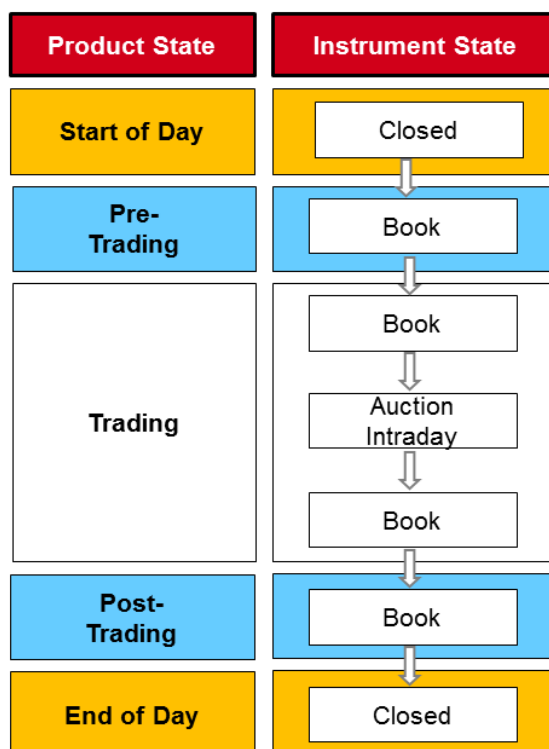 Product State
Instrument State
Start of Day
Closed
Pre-
Trading
Book
Trading
Book
Auction
Intraday
Book
Post-
Trading
Book
End of Day
Closed